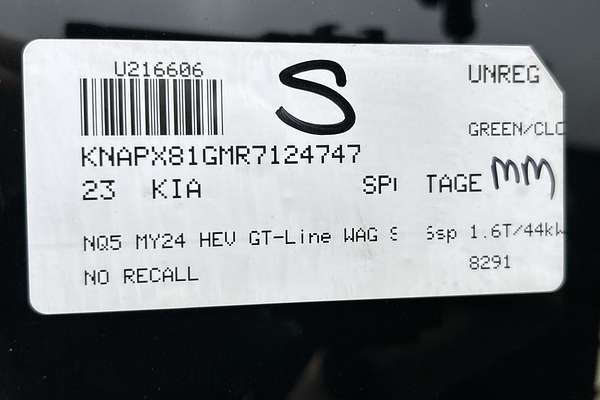 U216606 S UNREG
GREEN/CLO
KNAPX81GMR7124747
23 KIA SP TAGE MM
NQ5 MY24 HEV GT-Line WAG S 6sp 1.6T/44kW
NO RECALL 8291